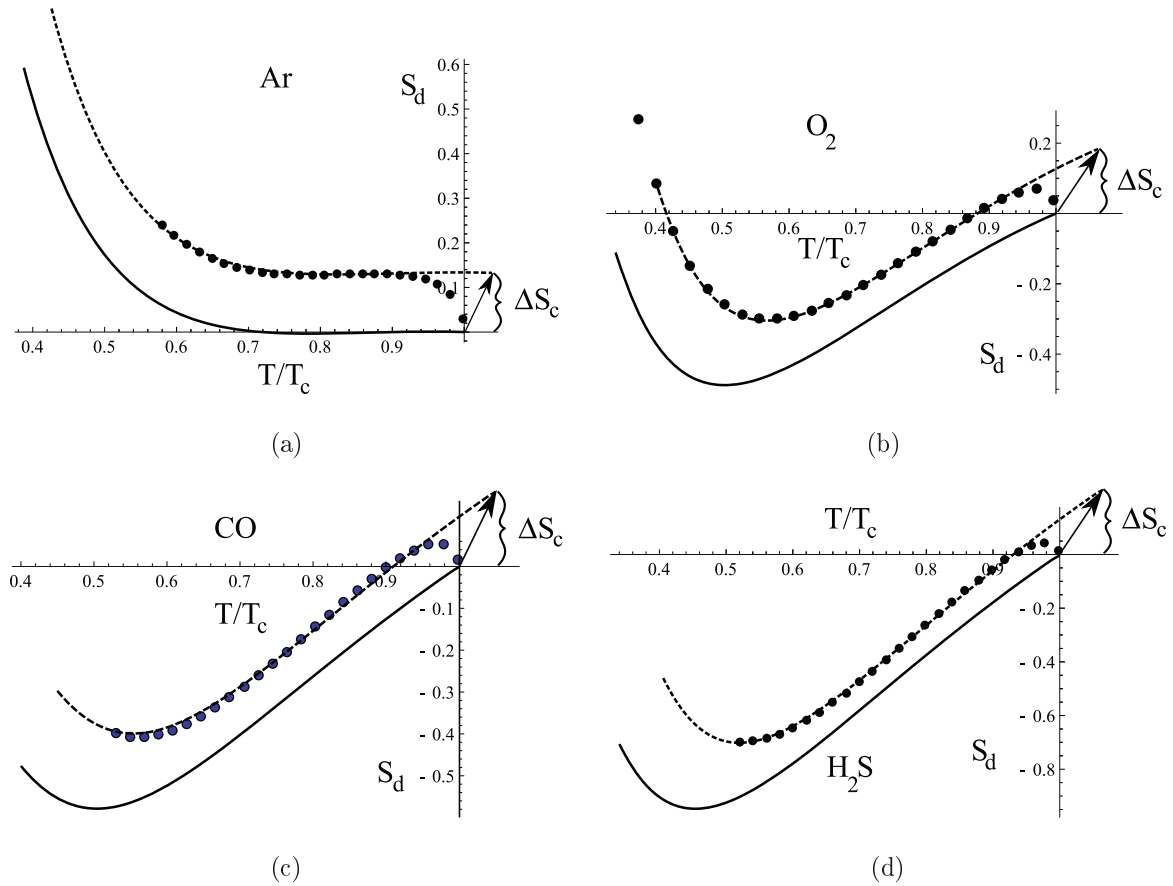 0.6
Ar
S_d
0.5
0.4
0.3
0.2
0.1
ΔS_c
0.4 0.5 0.6 0.7 0.8 0.9
T/T_c
(a)
O_2
0.2
ΔS_c
0.4 0.5 0.6 0.7 0.8 0.9
T/T_c
- 0.2
S_d
- 0.4
(b)
CO
ΔS_c
0.4 0.5 0.6 0.7 0.8 0.9
T/T_c
- 0.1
- 0.2
- 0.3
- 0.4
S_d
- 0.5
(c)
T/T_c
ΔS_c
0.4 0.5 0.6 0.7 0.8 0.9
- 0.2
- 0.4
- 0.6
H_2S
S_d
- 0.8
(d)